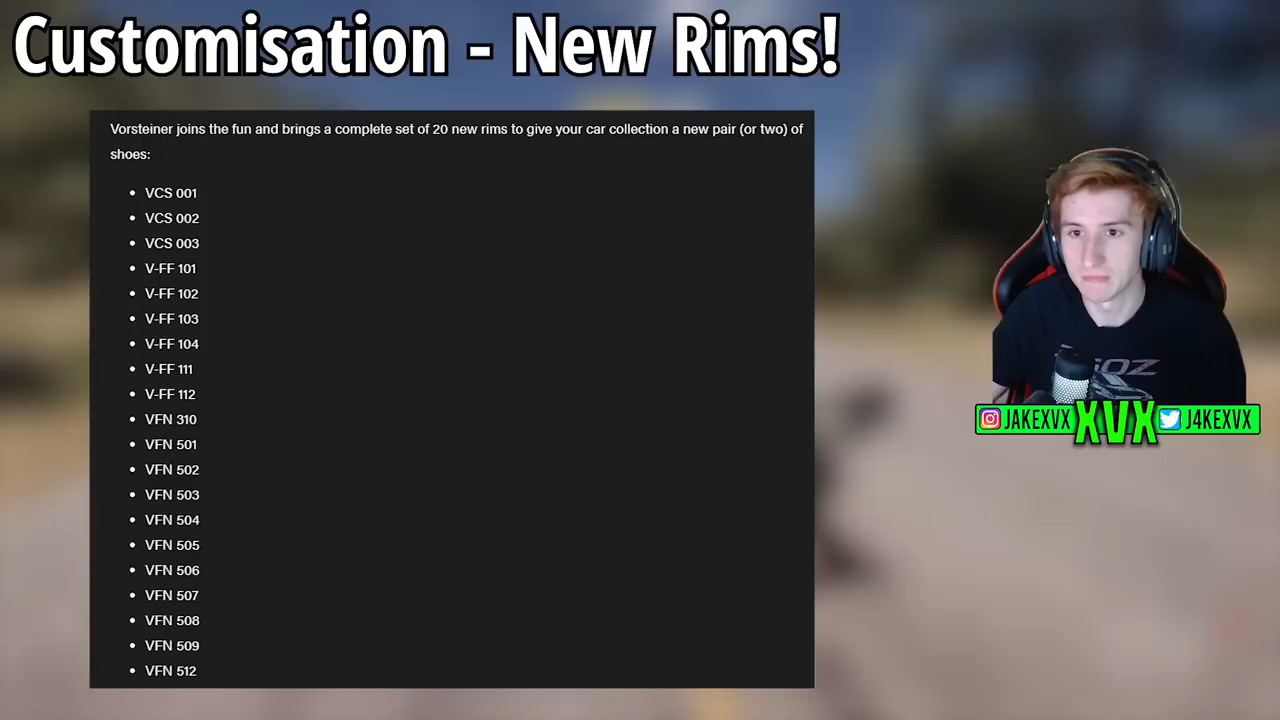 Customisation - New Rims!
Vorsteiner joins the fun and brings a complete set of 20 new rims to give your car collection a new pair (or two) of
shoes:
• VCS 001
• VCS 002
• VCS 003
• V-FF 101
• V-FF 102
• V-FF 103
• V-FF 104
• V-FF 111
• V-FF 112
• VFN 310
• VFN 501
• VFN 502
• VFN 503
• VFN 504
• VFN 505
• VFN 506
• VFN 507
• VFN 508
• VFN 509
• VFN 512
JAKEXVX XVX J4KEXVX